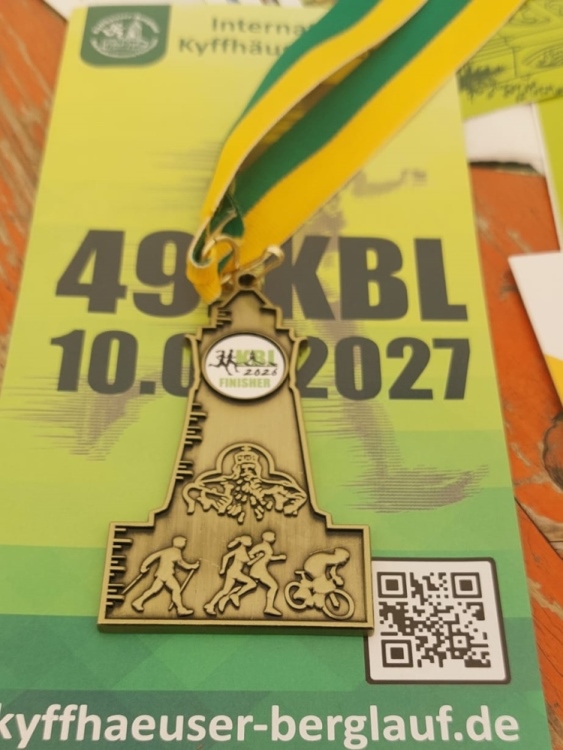 Internat
Kyffhäus
49. KBL
10.0 2027
KBL
2026
FINISHER
kyffhaeuser-berglauf.de